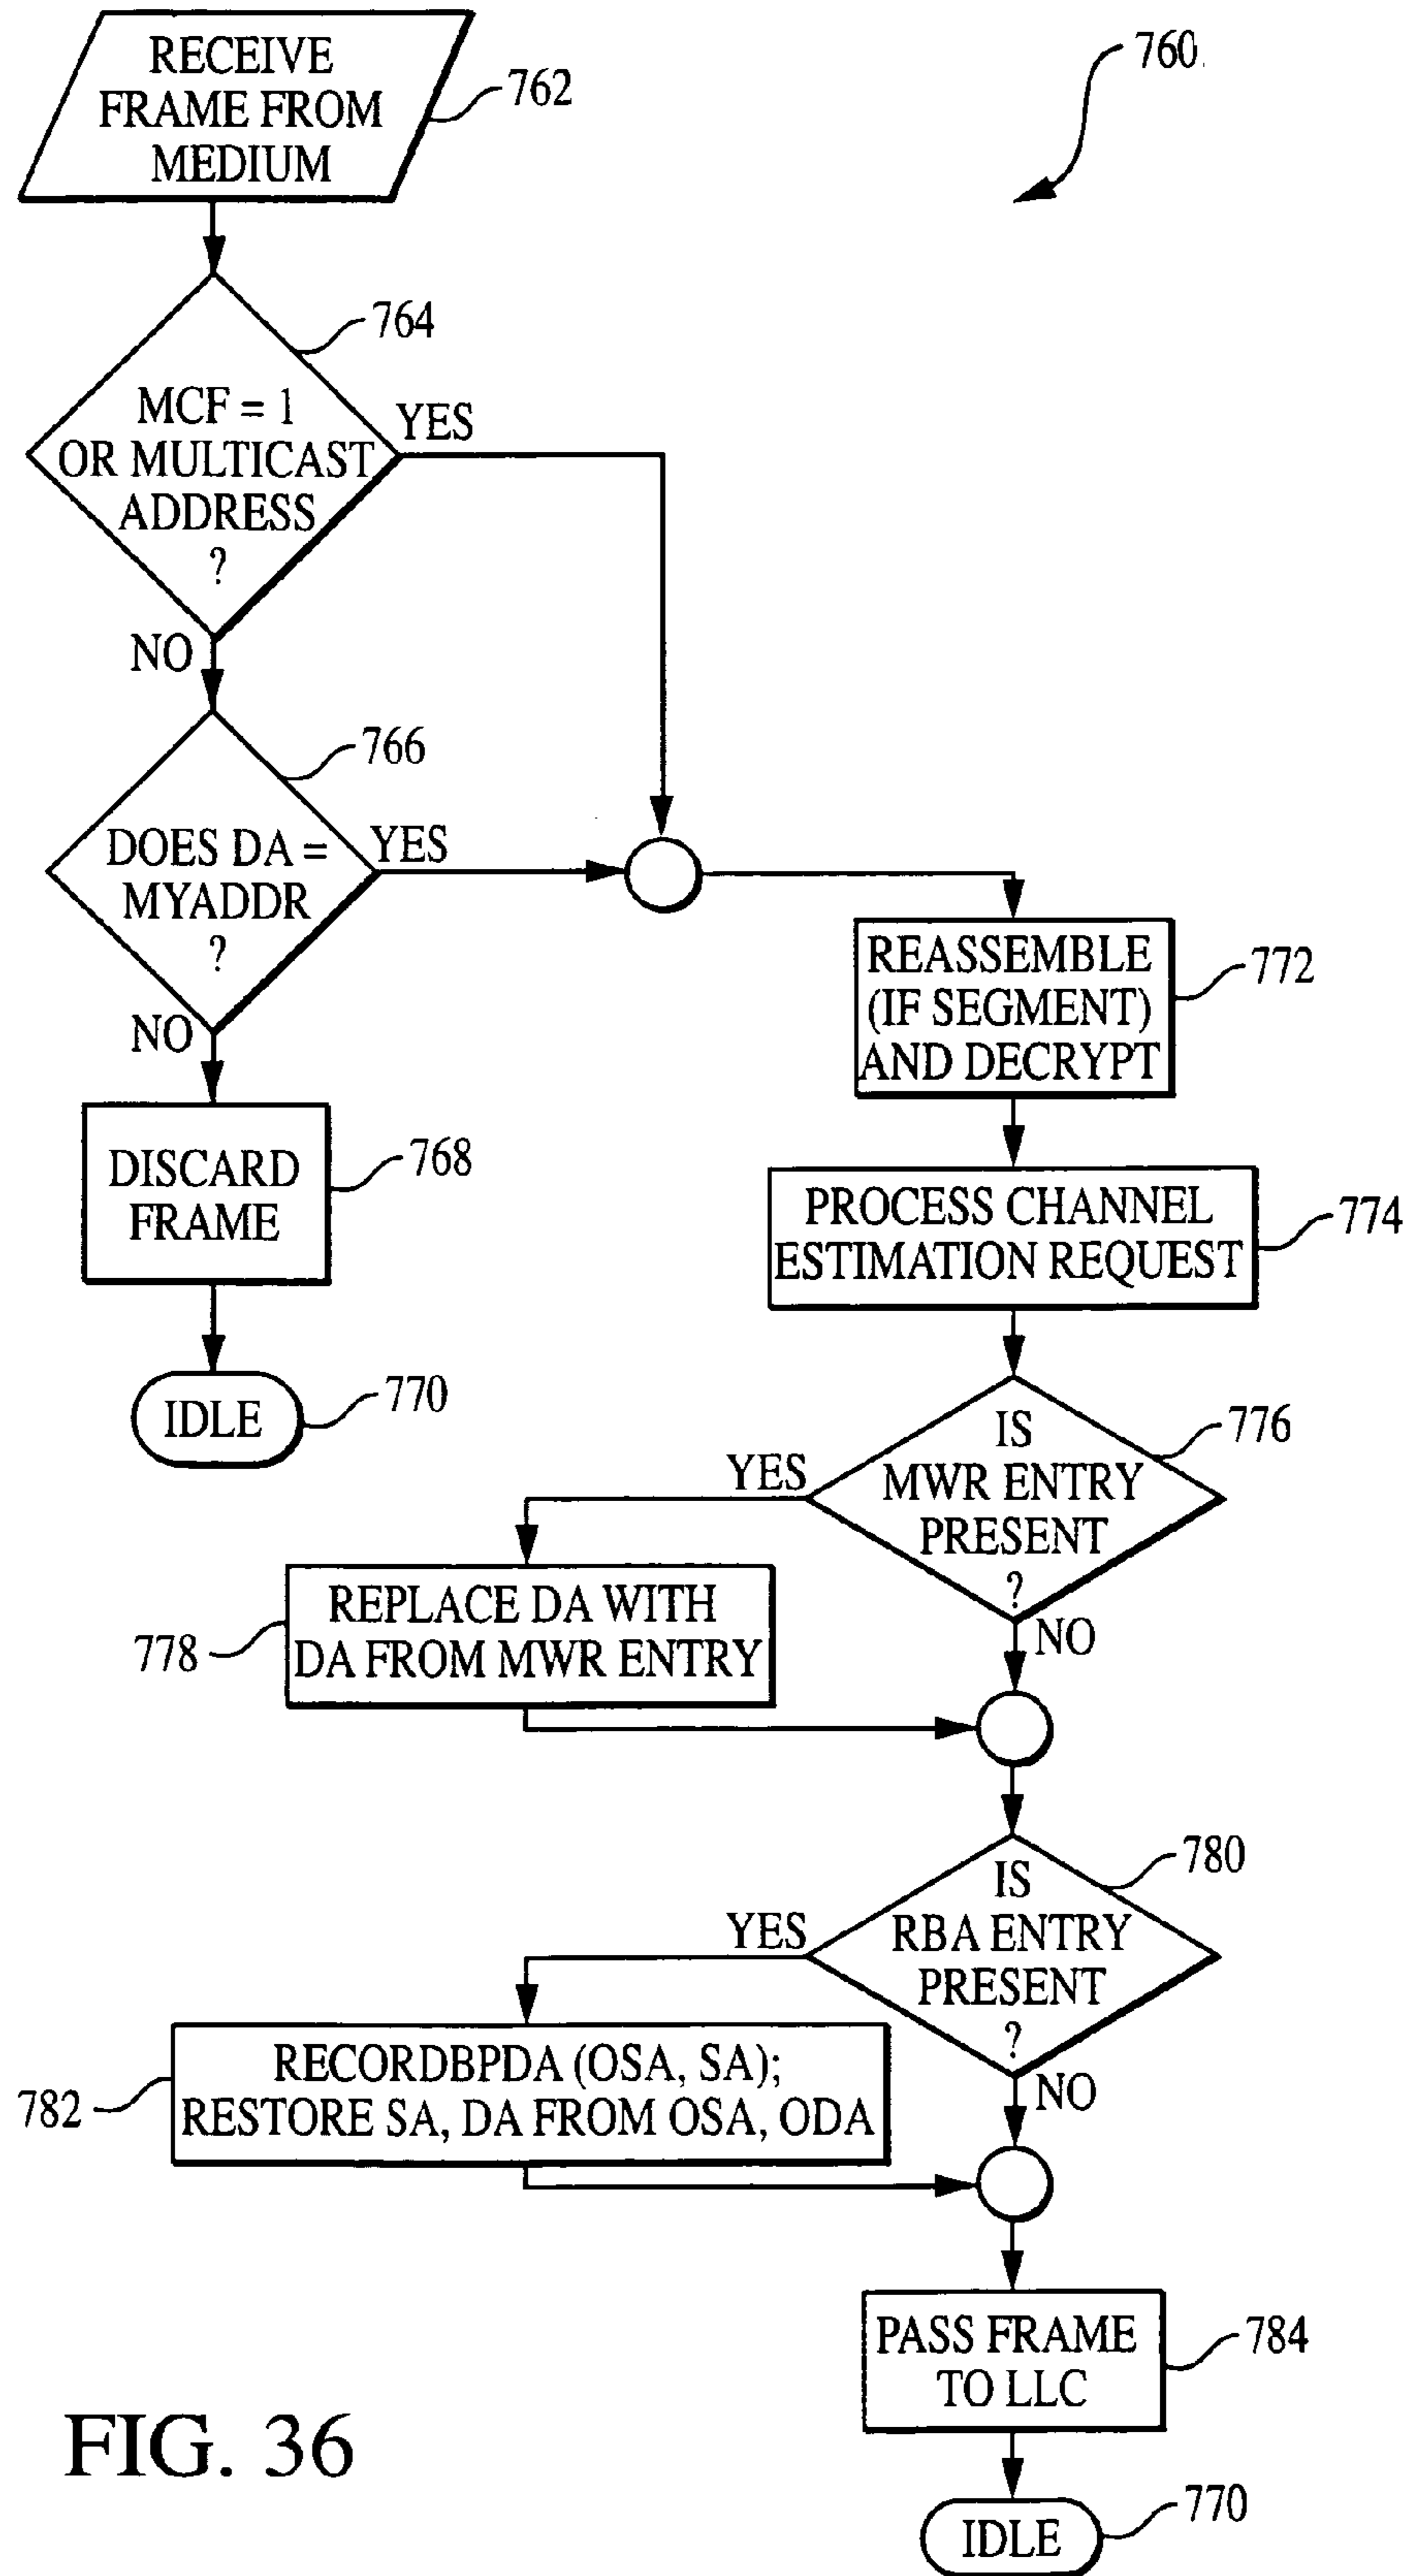 RECEIVE
FRAME FROM
MEDIUM
762
760
764
MCF = 1
OR MULTICAST
ADDRESS
?
YES
NO
766
DOES DA =
MYADDR
?
YES
NO
REASSEMBLE
(IF SEGMENT)
AND DECRYPT
772
DISCARD
FRAME
768
PROCESS CHANNEL
ESTIMATION REQUEST
774
IDLE
770
IS
MWR ENTRY
PRESENT
?
776
YES
NO
REPLACE DA WITH
DA FROM MWR ENTRY
778
IS
RBA ENTRY
PRESENT
?
780
YES
NO
RECORDBPDA (OSA, SA);
RESTORE SA, DA FROM OSA, ODA
782
PASS FRAME
TO LLC
784
IDLE
770
FIG. 36